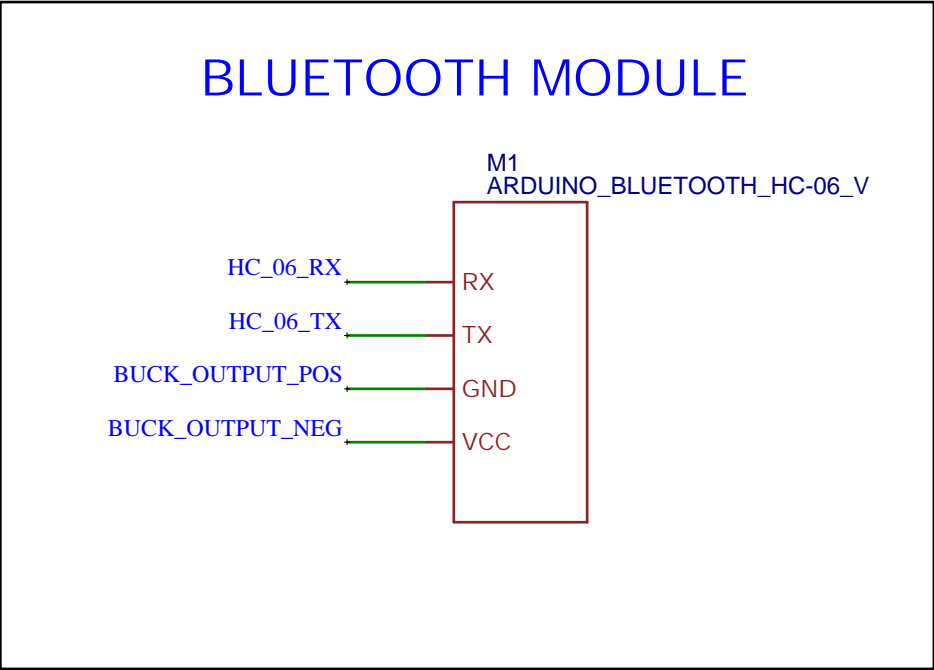 BLUETOOTH MODULE
M1
ARDUINO_BLUETOOTH_HC-06_V
HC_06_RX
RX
HC_06_TX
TX
BUCK_OUTPUT_POS
GND
BUCK_OUTPUT_NEG
VCC